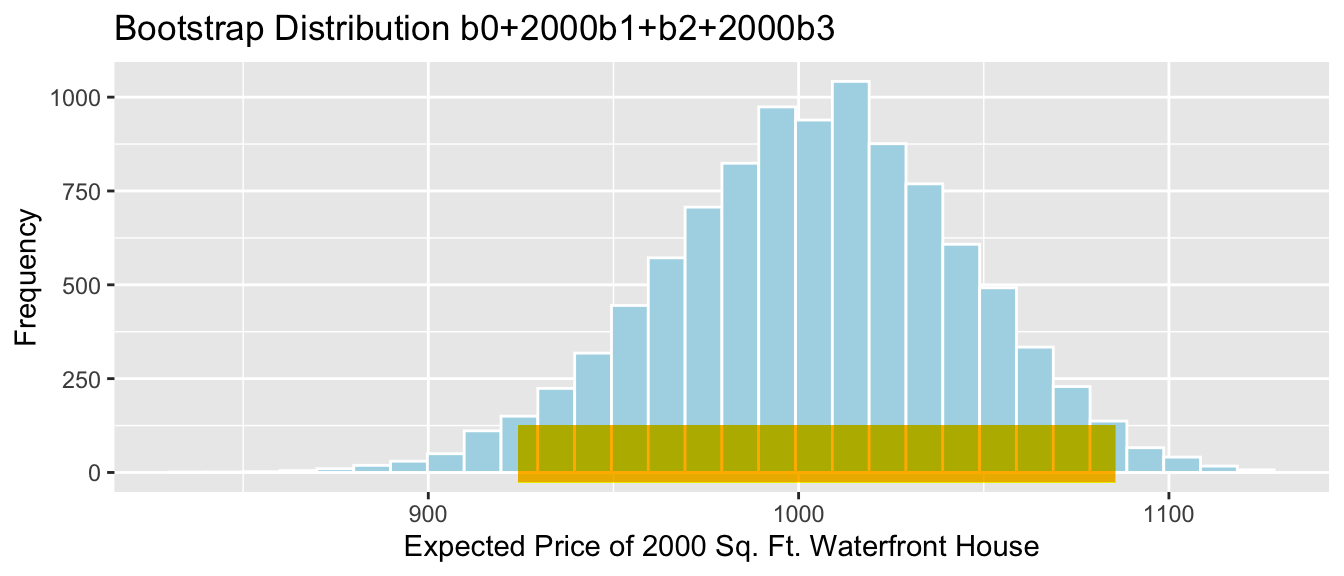 Bootstrap Distribution b0+2000b1+b2+2000b3
Frequency
1000
750
500
250
0
900 1000 1100
Expected Price of 2000 Sq. Ft. Waterfront House